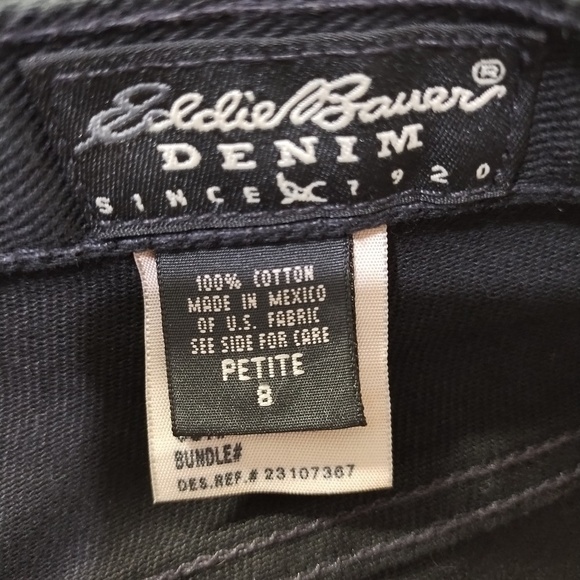 Eddie Bauer®
DENIM
SINCE 1920
100% COTTON
MADE IN MEXICO
OF U.S. FABRIC
SEE SIDE FOR CARE
PETITE
8
BUNDLE#
DES.REF.# 23107367